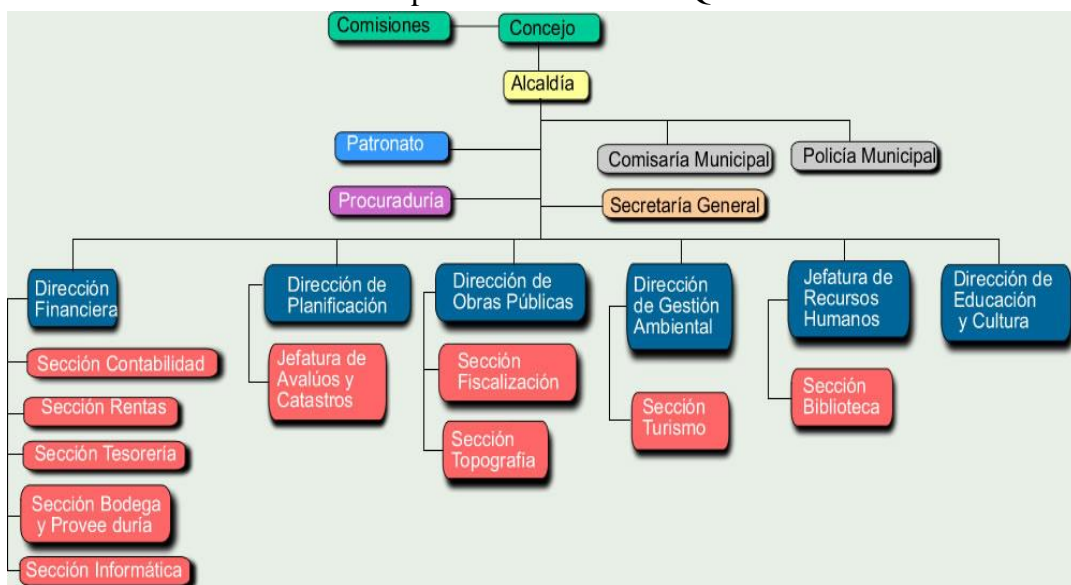 Comisiones
Concejo
Alcaldía
Patronato
Comisaría Municipal
Policía Municipal
Procuraduría
Secretaría General
Dirección
Financiera
Sección Contabilidad
Sección Rentas
Sección Tesorería
Sección Bodega
y Provee duría
Sección Informática
Dirección de
Planificación
Jefatura de
Avalúos y
Catastros
Dirección de
Obras Públicas
Sección
Fiscalización
Sección
Topografía
Dirección
de Gestión
Ambiental
Sección
Turismo
Jefatura de
Recursos
Humanos
Sección
Biblioteca
Dirección de
Educación
y Cultura